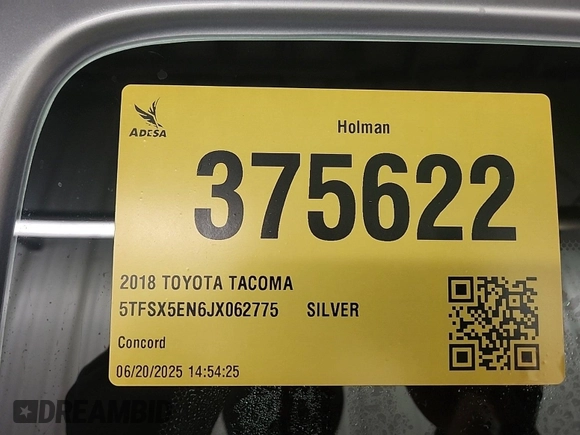 ADESA
Holman
375622
2018 TOYOTA TACOMA
5TFSX5EN6JX062775 SILVER
Concord
06/20/2025 14:54:25
DREAMBID